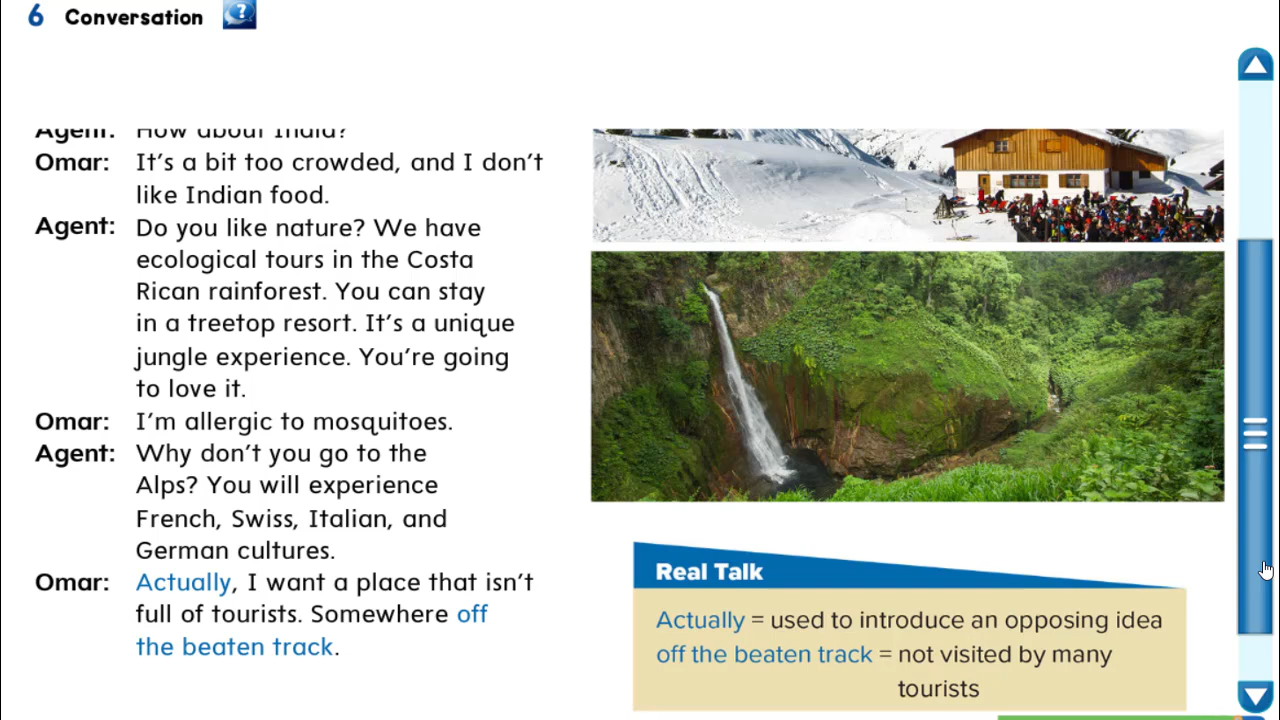 6 Conversation
Agent: How about India?
Omar: It's a bit too crowded, and I don't
like Indian food.
Agent: Do you like nature? We have
ecological tours in the Costa
Rican rainforest. You can stay
in a treetop resort. It's a unique
jungle experience. You're going
to love it.
Omar: I'm allergic to mosquitoes.
Agent: Why don't you go to the
Alps? You will experience
French, Swiss, Italian, and
German cultures.
Omar: Actually, I want a place that isn't
full of tourists. Somewhere off
the beaten track.
Real Talk
Actually = used to introduce an opposing idea
off the beaten track = not visited by many
tourists